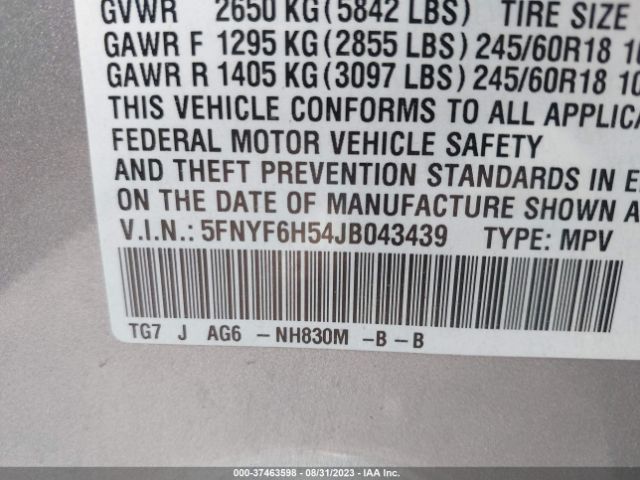 GVWR 2650 KG (5842 LBS) TIRE SIZE
GAWR F 1295 KG (2855 LBS) 245/60R18
GAWR R 1405 KG (3097 LBS) 245/60R18
THIS VEHICLE CONFORMS TO ALL
FEDERAL MOTOR VEHICLE SAFETY
AND THEFT PREVENTION STANDARDS IN
ON THE DATE OF MANUFACTURE SHOWN
V.I.N.: 5FNYF6H54JB043439 TYPE: MPV
TG7 J AG6 - NH830M - B - B
000-37463598 - 08/31/2023 - IAA Inc.